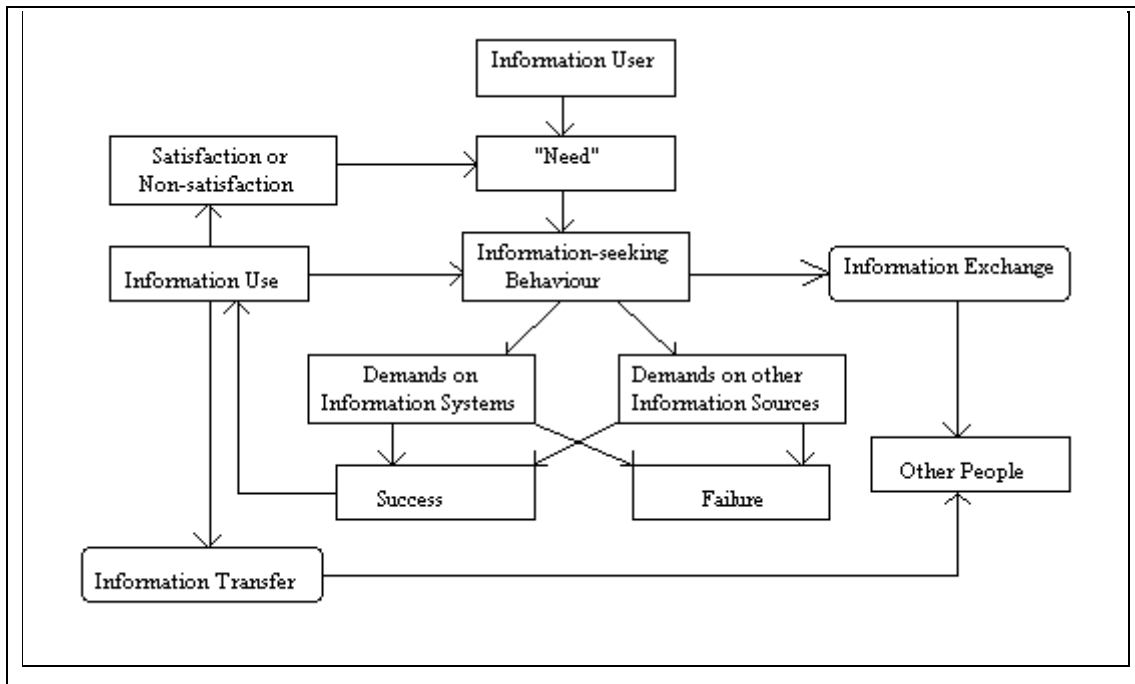 Information User
"Need"
Satisfaction or
Non-satisfaction
Information Use
Information-seeking
Behaviour
Information Exchange
Demands on
Information Systems
Demands on other
Information Sources
Success
Failure
Other People
Information Transfer